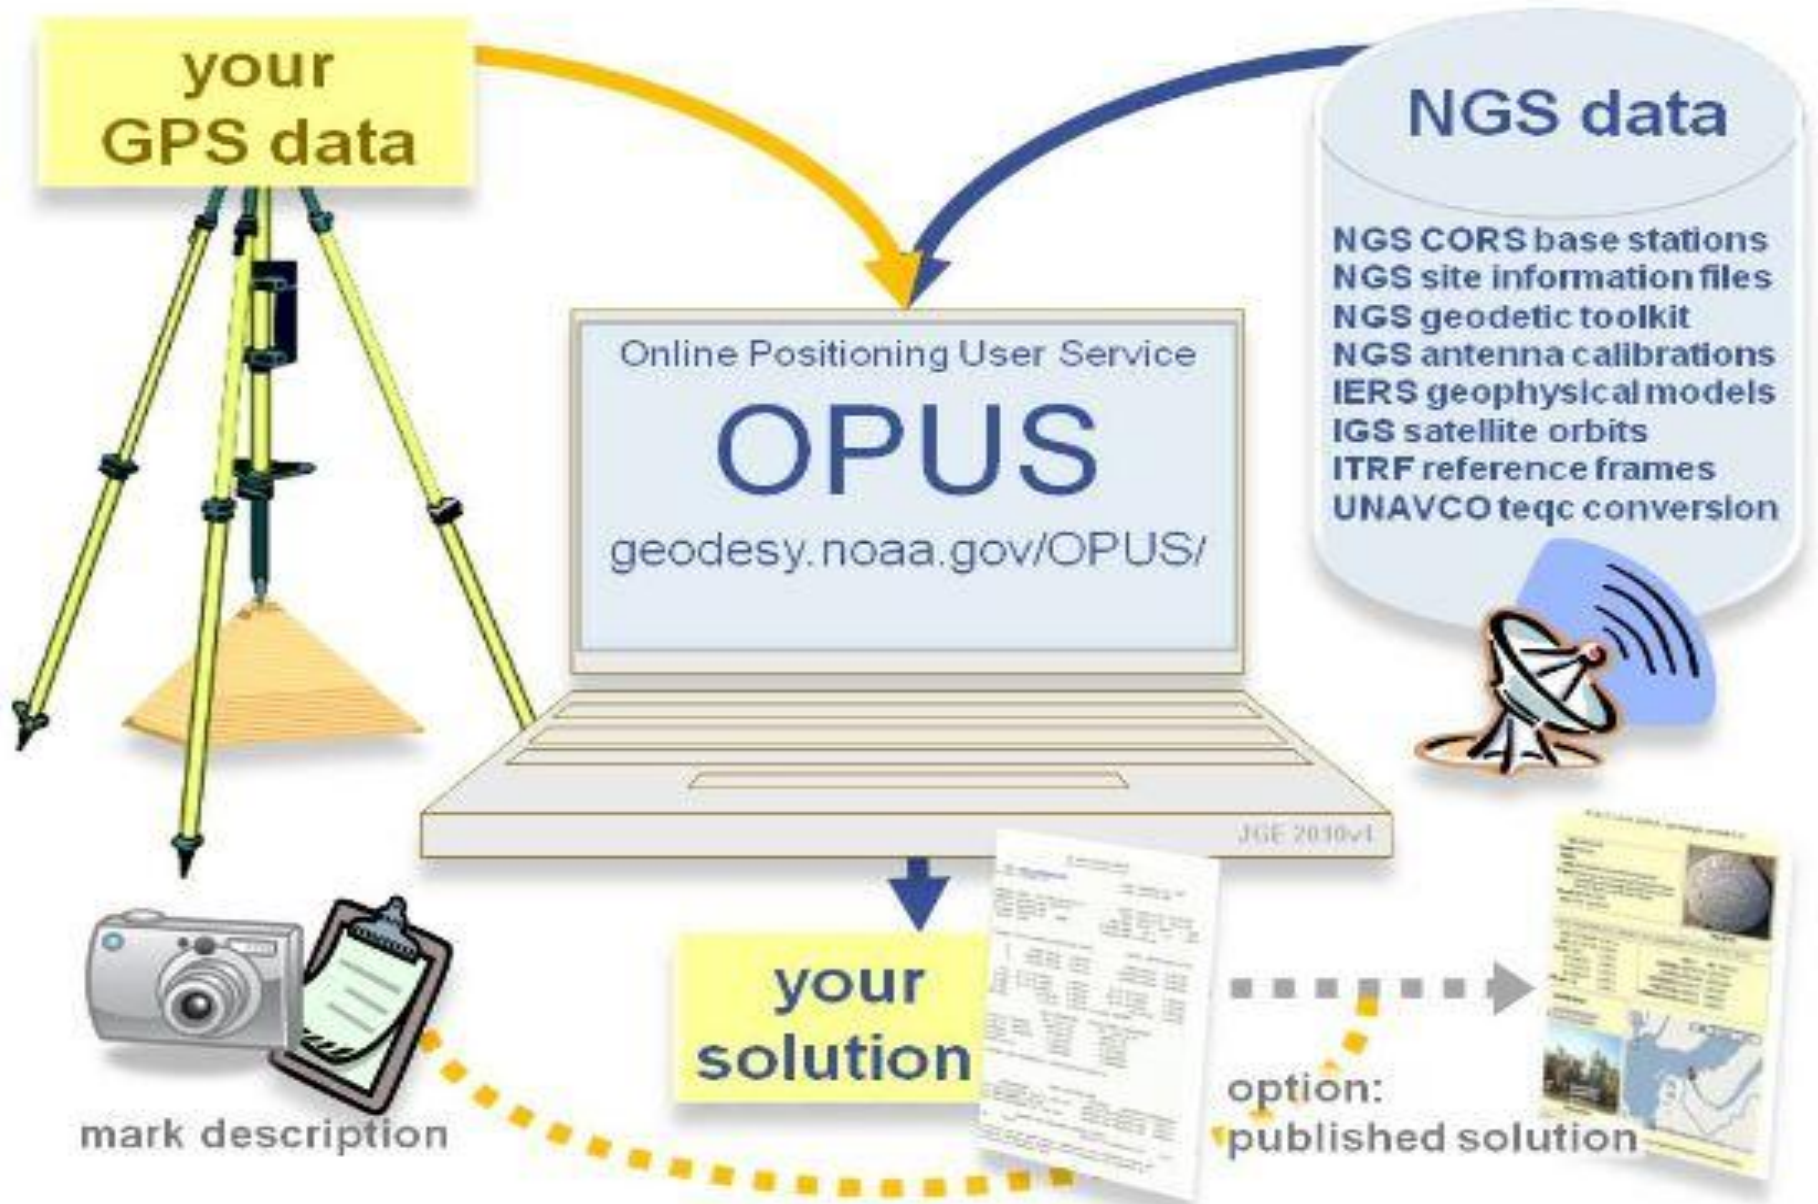 your
GPS data
NGS data
NGS CORS base stations
NGS site information files
NGS geodetic toolkit
NGS antenna calibrations
IERS geophysical models
IGS satellite orbits
ITRF reference frames
UNAVCO teqc conversion
Online Positioning User Service
OPUS
geodesy.noaa.gov/OPUS/
JGE 2010v1
your
solution
mark description
option:
published solution